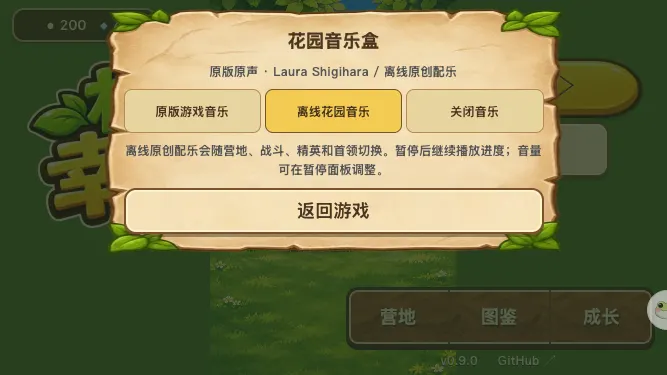 200
花园音乐盒
原版原声 · Laura Shigihara / 离线原创配乐
原版游戏音乐
离线花园音乐
关闭音乐
离线原创配乐会随营地、战斗、精英和首领切换。暂停后继续播放进度；音量
可在暂停面板调整。
返回游戏
营地
图鉴
成长
v0.9.0
GitHub ↗